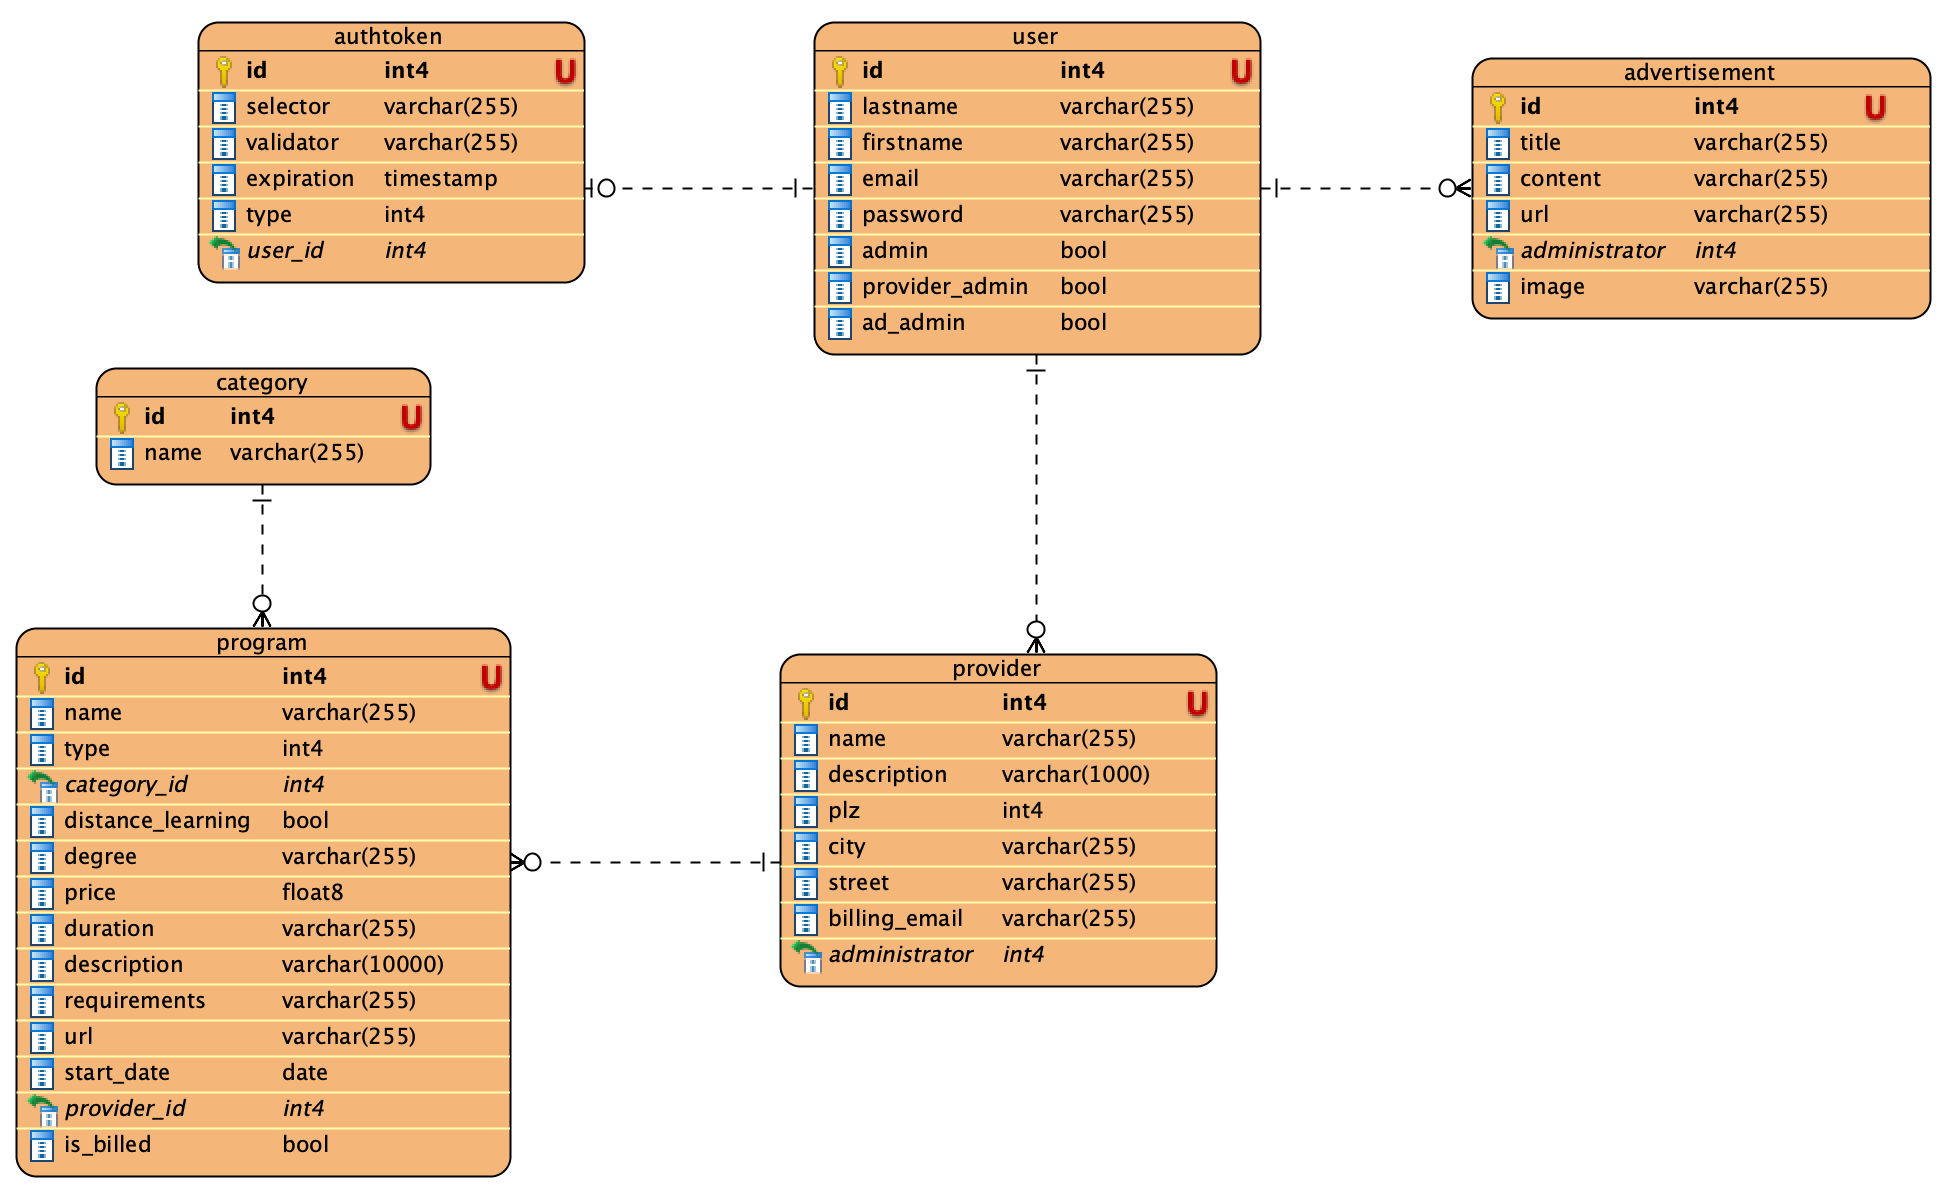 authtoken
id int4 U
selector varchar(255)
validator varchar(255)
expiration timestamp
type int4
user_id int4
user
id int4 U
lastname varchar(255)
firstname varchar(255)
email varchar(255)
password varchar(255)
admin bool
provider_admin bool
ad_admin bool
advertisement
id int4 U
title varchar(255)
content varchar(255)
url varchar(255)
administrator int4
image varchar(255)
category
id int4 U
name varchar(255)
program
id int4 U
name varchar(255)
type int4
category_id int4
distance_learning bool
degree varchar(255)
price float8
duration varchar(255)
description varchar(10000)
requirements varchar(255)
url varchar(255)
start_date date
provider_id int4
is_billed bool
provider
id int4 U
name varchar(255)
description varchar(1000)
plz int4
city varchar(255)
street varchar(255)
billing_email varchar(255)
administrator int4